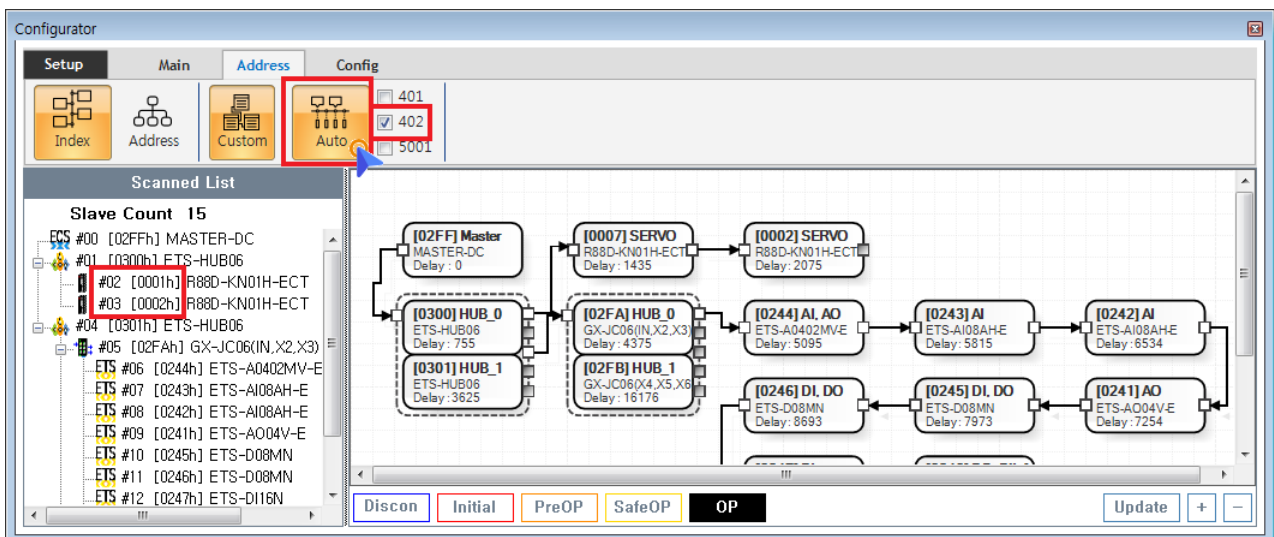 Configurator
Setup Main Address Config
Index
Address
Custom
Auto
401
402
5001
Scanned List
Slave Count 15
ECS #00 [02FFh] MASTER-DC
#01 [0300h] ETS-HUB06
#02 [0001h] R88D-KN01H-ECT
#03 [0002h] R88D-KN01H-ECT
#04 [0301h] ETS-HUB06
#05 [02FAh] GX-JC06(IN,X2,X3)
ETS #06 [0244h] ETS-A0402MV-E
ETS #07 [0243h] ETS-AI08AH-E
ETS #08 [0242h] ETS-AI08AH-E
ETS #09 [0241h] ETS-AO04V-E
ETS #10 [0245h] ETS-D08MN
ETS #11 [0246h] ETS-D08MN
ETS #12 [0247h] ETS-DI16N
[02FF] Master
MASTER-DC
Delay : 0
[0007] SERVO
R88D-KN01H-ECT
Delay : 1435
[0002] SERVO
R88D-KN01H-ECT
Delay : 2075
[0300] HUB_0
ETS-HUB06
Delay : 755
[0301] HUB_1
ETS-HUB06
Delay : 3625
[02FA] HUB_0
GX-JC06(IN,X2,X3)
Delay : 4375
[02FB] HUB_1
GX-JC06(X4,X5,X6
Delay : 16176
[0244] AI, AO
ETS-A0402MV-E
Delay : 5095
[0243] AI
ETS-AI08AH-E
Delay : 5815
[0242] AI
ETS-AI08AH-E
Delay : 6534
[0246] DI, DO
ETS-D08MN
Delay : 8693
[0245] DI, DO
ETS-D08MN
Delay : 7973
[0241] AO
ETS-AO04V-E
Delay : 7254
Discon Initial PreOP SafeOP OP Update + −